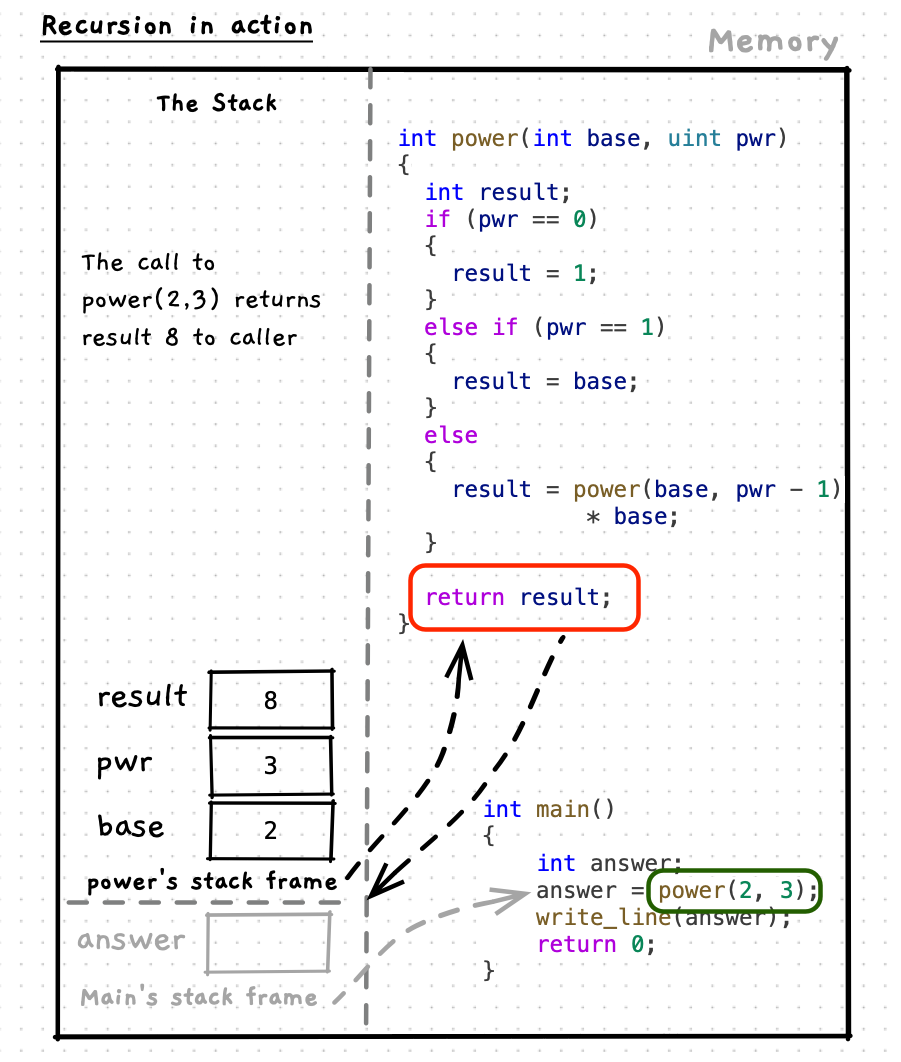 Recursion in action
Memory
The Stack
The call to
power(2,3) returns
result 8 to caller
result 8
pwr 3
base 2
power's stack frame
answer
Main's stack frame
int power(int base, uint pwr)
{
int result;
if (pwr == 0)
{
result = 1;
}
else if (pwr == 1)
{
result = base;
}
else
{
result = power(base, pwr - 1)
* base;
}
return result;
}
int main()
{
int answer;
answer = power(2, 3);
write_line(answer);
return 0;
}